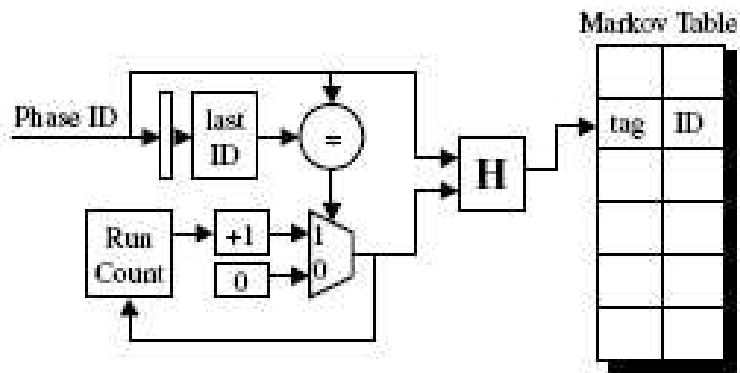 Markov Table
Phase ID
last
ID
=
tag
ID
H
Run
Count
+1
0
1
0